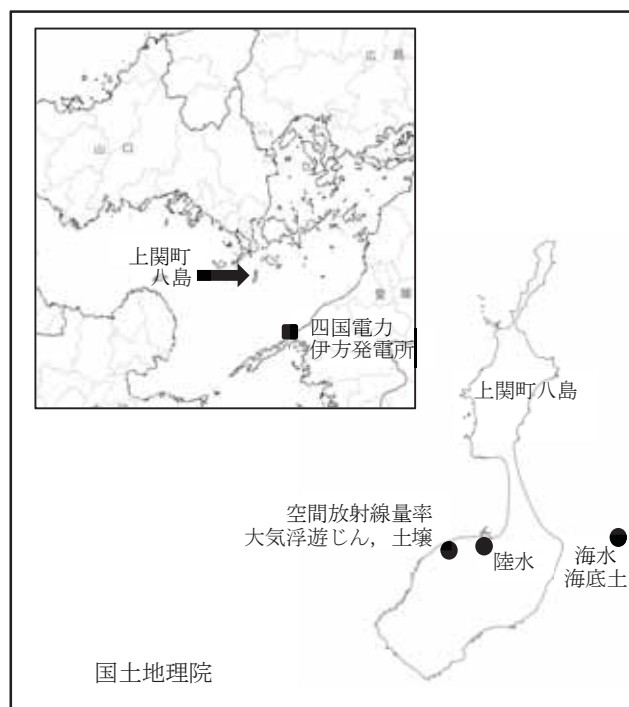 広島
山口
上関町
八島
愛媛
四国電力
伊方発電所
上関町八島
空間放射線量率
大気浮遊じん，土壌
陸水
海水
海底土
国土地理院